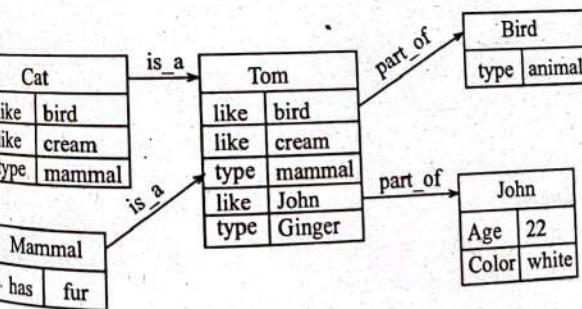 Cat
like bird
like cream
type mammal
is_a
Tom
like bird
like cream
type mammal
like John
type Ginger
part_of
Bird
type animal
is_a
Mammal
has fur
part_of
John
Age 22
Color white